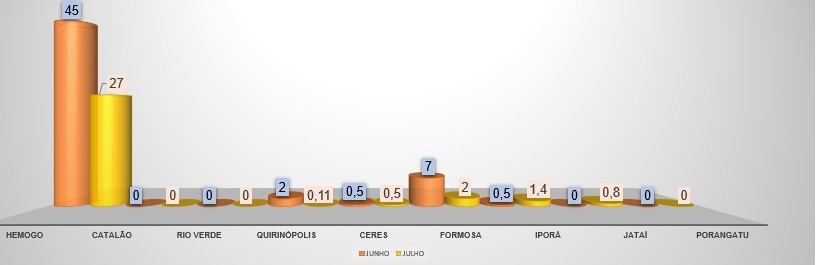 45
27
0 0 0 0 2 0,11 0,5 0,5 7 2 0,5 1,4 0 0,8 0 0
HEMOGO CATALÃO RIO VERDE QUIRINÓPOLIS CERES FORMOSA IPORÁ JATAÍ PORANGATU
JUNHO JULHO